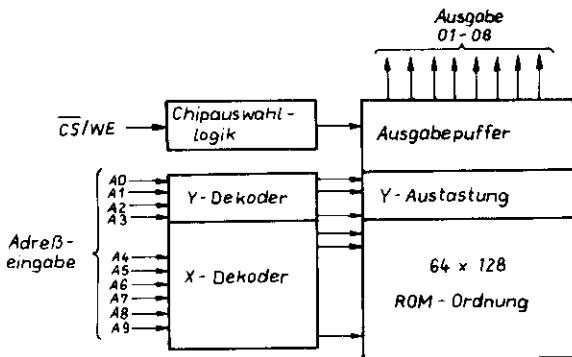 Ausgabe
01-08
CS/WE
Chipauswahl-
logik
Ausgabepuffer
A0
A1
A2
A3
Y-Dekoder
Y-Austastung
Adreß-
eingabe
A4
A5
A6
A7
A8
A9
X-Dekoder
64 x 128
ROM-Ordnung